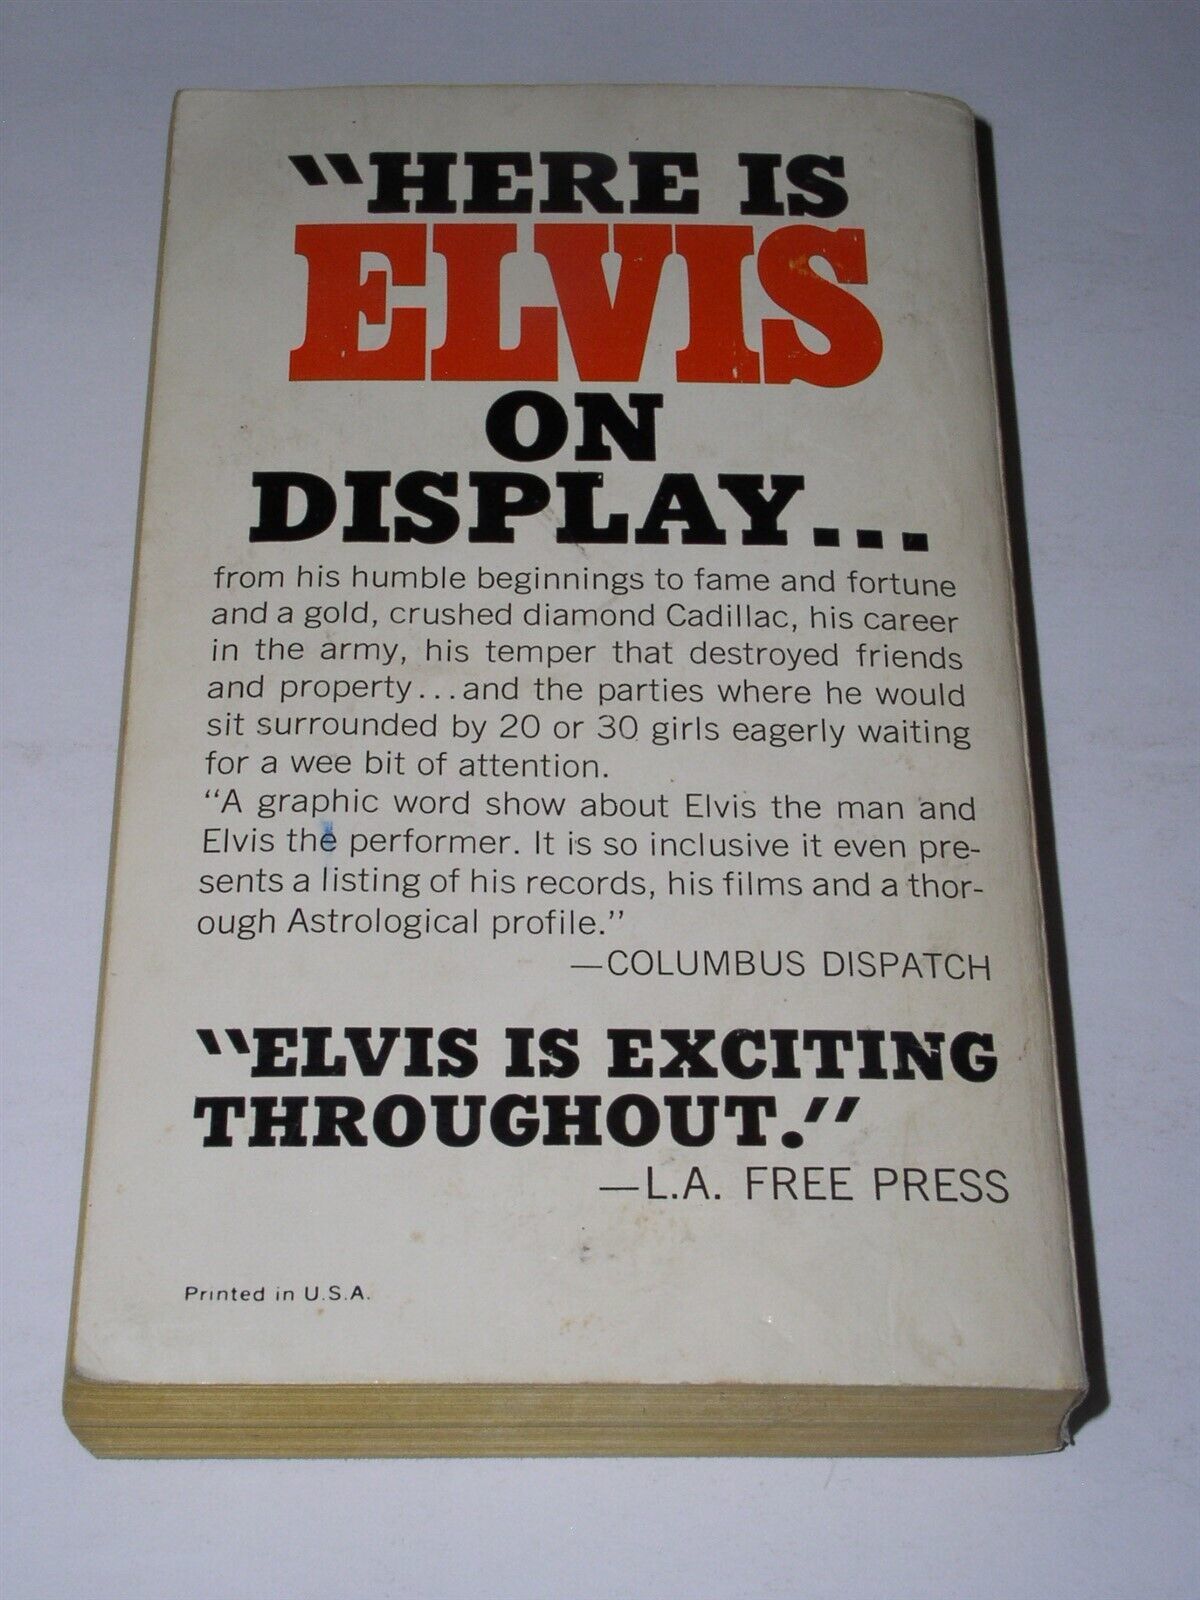 "HERE IS
ELVIS
ON
DISPLAY...
from his humble beginnings to fame and fortune
and a gold, crushed diamond Cadillac, his career
in the army, his temper that destroyed friends
and property...and the parties where he would
sit surrounded by 20 or 30 girls eagerly waiting
for a wee bit of attention.
"A graphic word show about Elvis the man and
Elvis the performer. It is so inclusive it even pre-
sents a listing of his records, his films and a thor-
ough Astrological profile."
—COLUMBUS DISPATCH
"ELVIS IS EXCITING
THROUGHOUT."
—L.A. FREE PRESS
Printed in U.S.A.